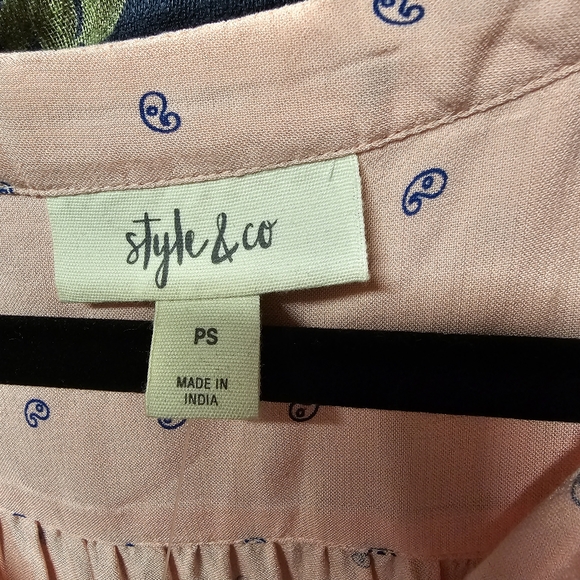 style & co
PS
MADE IN
INDIA